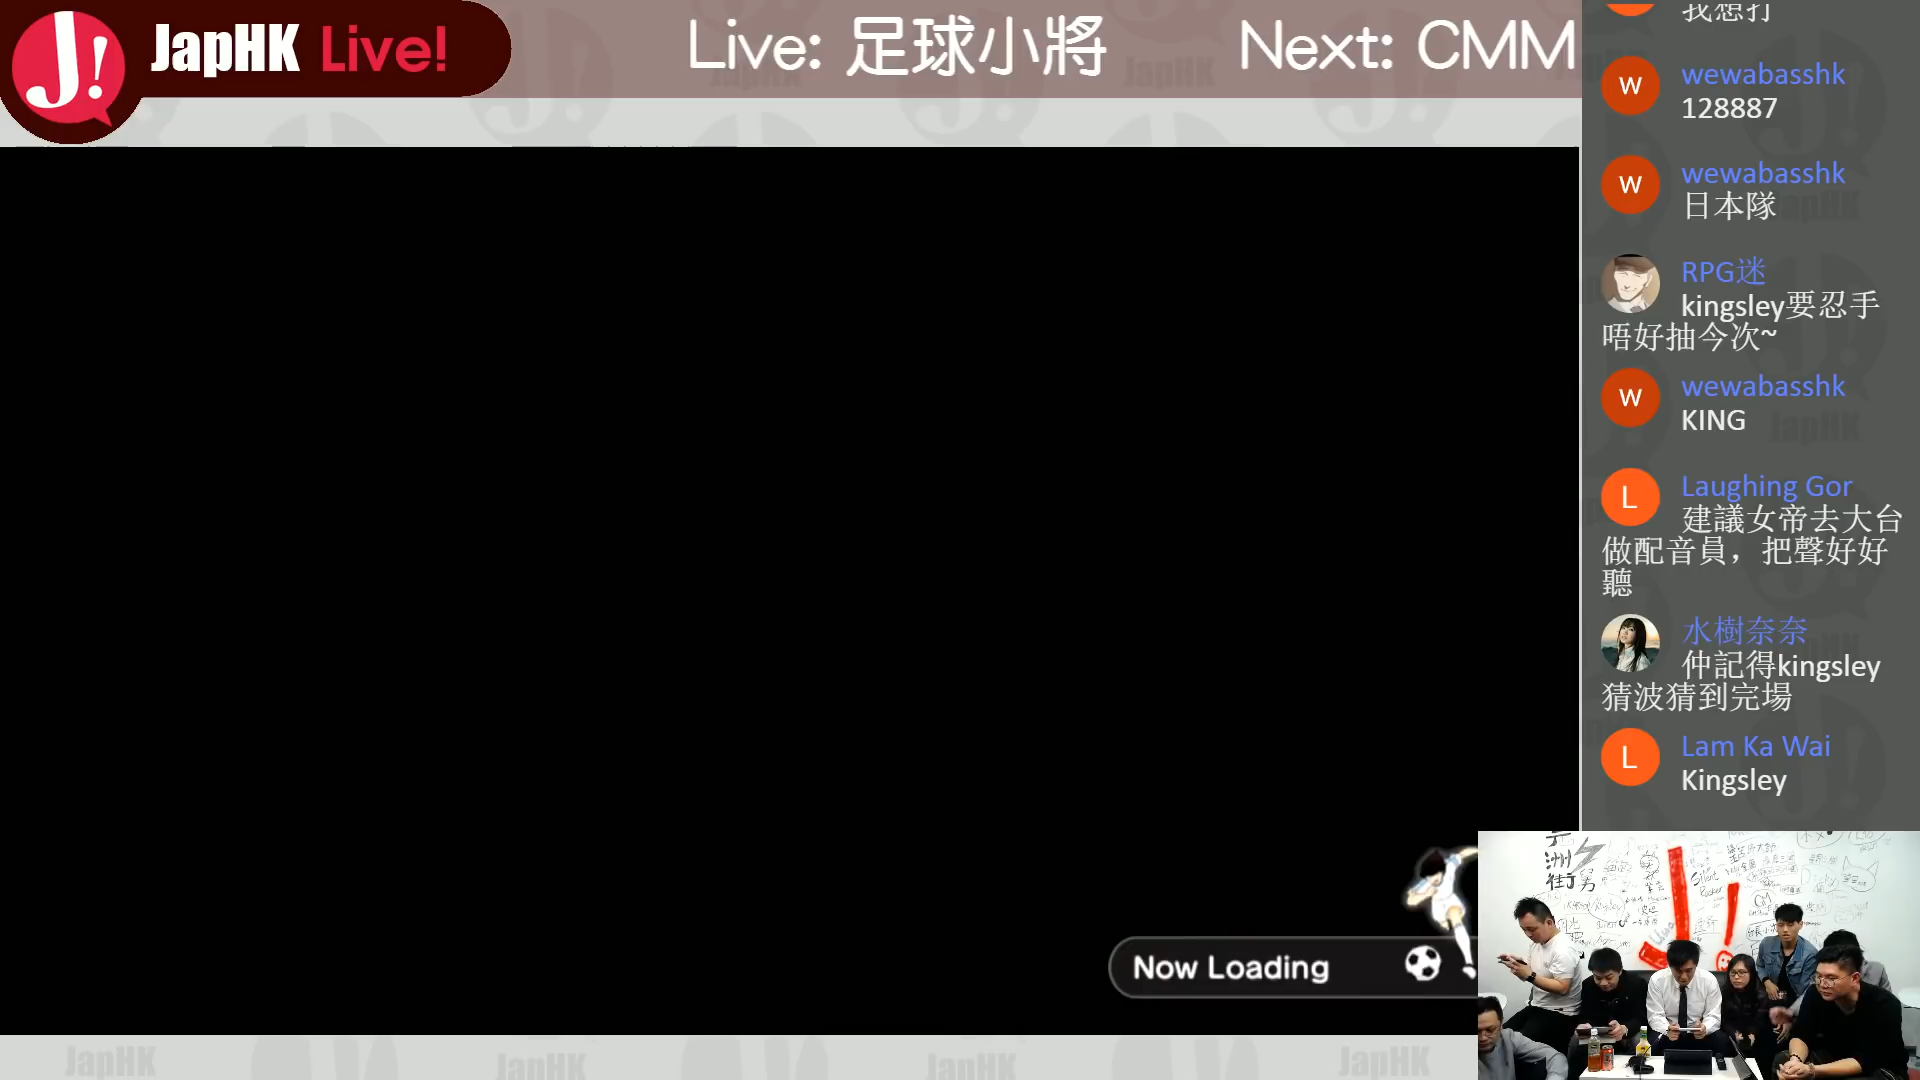 JapHK Live!
Live: 足球小將 Next: CMM
我想打
wewabasshk
128887
wewabasshk
日本隊
RPG迷
kingsley要忍手
唔好抽今次~
wewabasshk
KING
Laughing Gor
建議女帝去大台
做配音員，把聲好好
聽
水樹奈奈
仲記得kingsley
猜波猜到完場
Lam Ka Wai
Kingsley
Now Loading